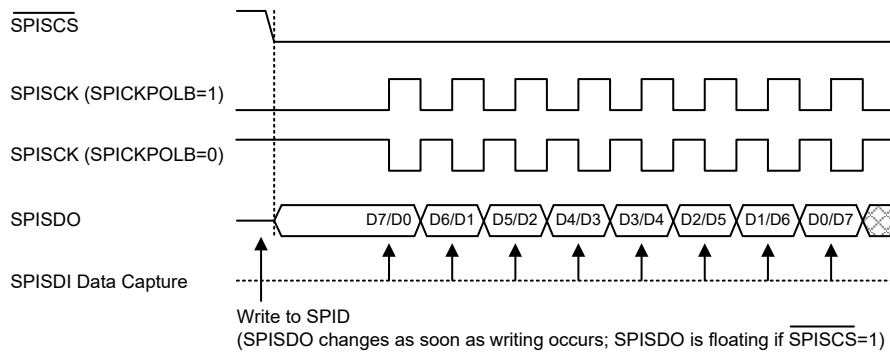 SPISCS
SPISCK (SPICKPOLB=1)
SPISCK (SPICKPOLB=0)
SPISDO D7/D0 D6/D1 D5/D2 D4/D3 D3/D4 D2/D5 D1/D6 D0/D7
SPISDI Data Capture
Write to SPID
(SPISDO changes as soon as writing occurs; SPISDO is floating if SPISCS=1)